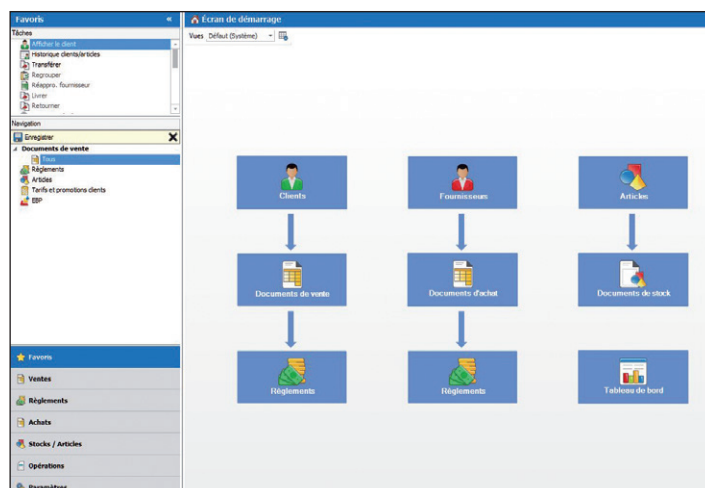 Favoris «
Tâches
Afficher le client
Historique clients/articles
Transférer
Regrouper
Réappro. fournisseur
Livrer
Retourner
Navigation
Enregistrer
Documents de vente
Tous
Règlements
Articles
Tarifs et promotions clients
EBP
Favoris
Ventes
Règlements
Achats
Stocks / Articles
Opérations
Paramètres
Écran de démarrage
Vues Défaut (Système)
Clients Fournisseurs Articles
Documents de vente Documents d'achat Documents de stock
Règlements Règlements Tableau de bord